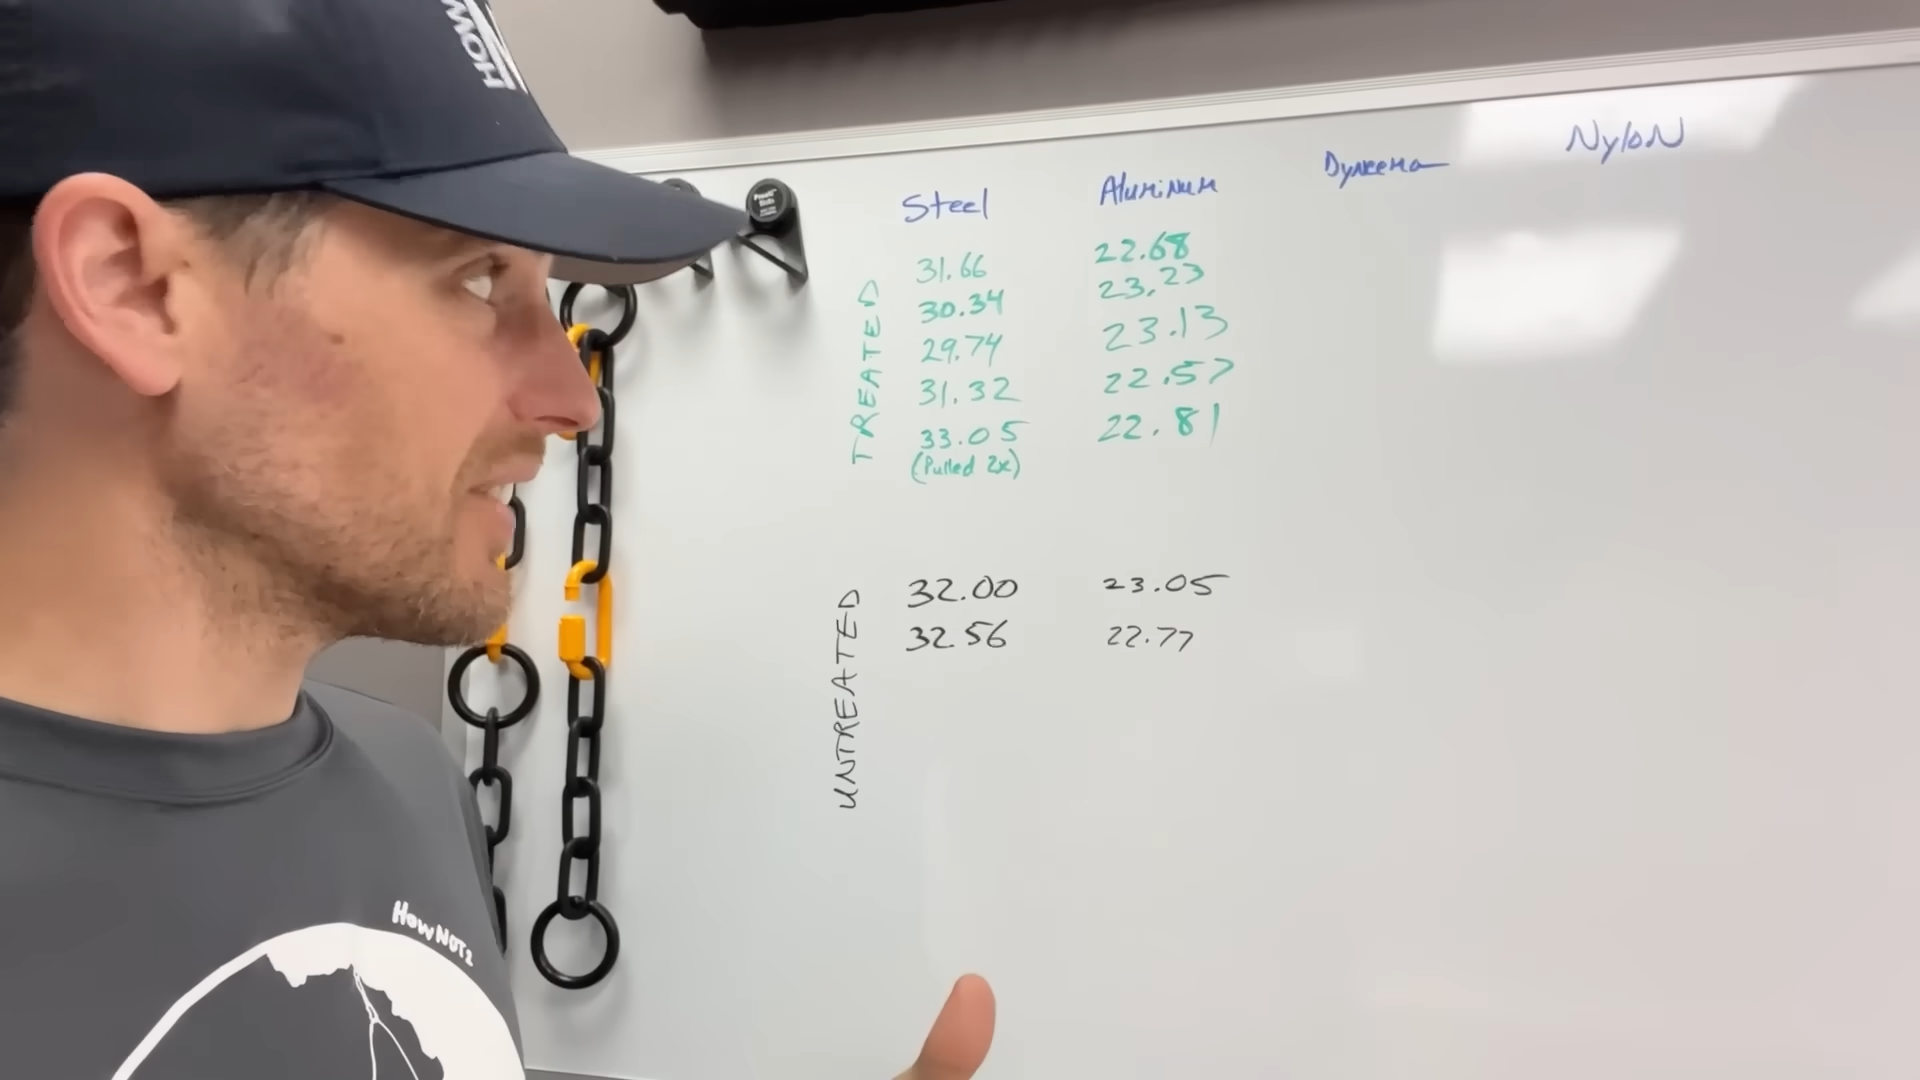 HOW
Steel Aluminum Dyneema Nylon
TREATED
31.66 22.68
30.34 23.23
29.74 23.13
31.32 22.57
33.05 22.81
(Pulled 2x)
UNTREATED
32.00 23.05
32.56 22.77
HowNOT2